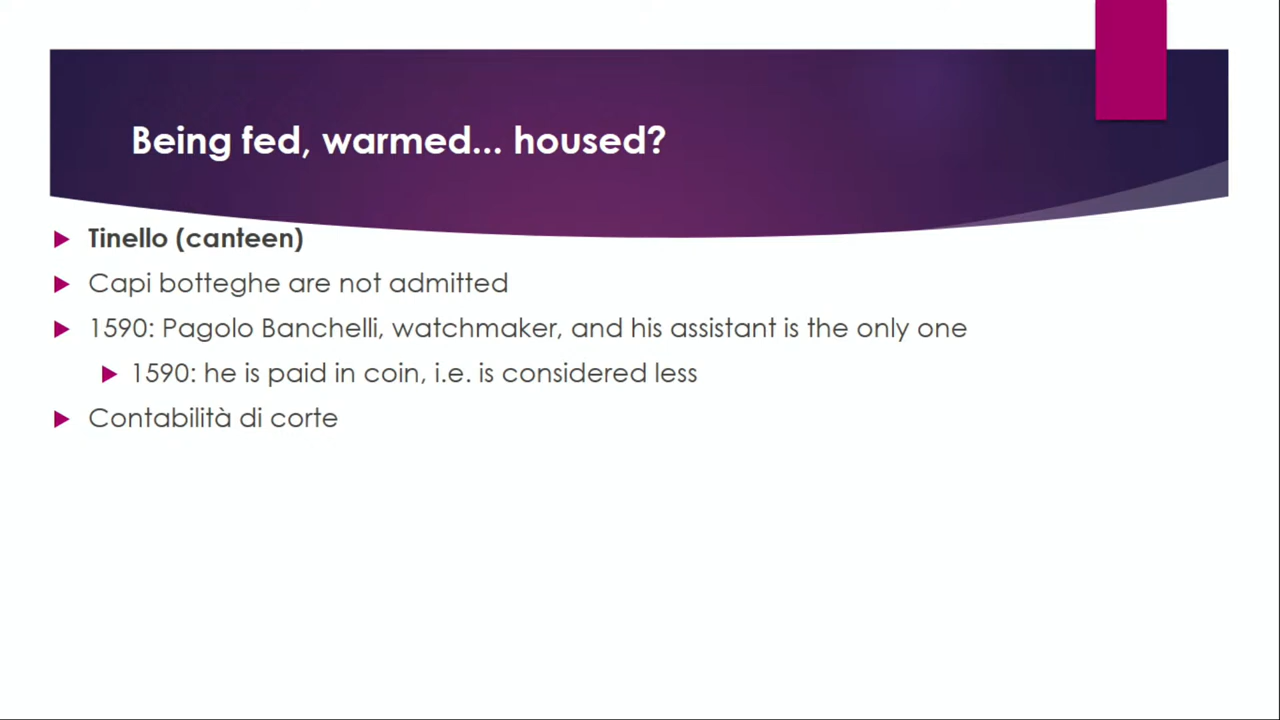 Being fed, warmed... housed?
Tinello (canteen)
Capi botteghe are not admitted
1590: Pagolo Banchelli, watchmaker, and his assistant is the only one
1590: he is paid in coin, i.e. is considered less
Contabilità di corte